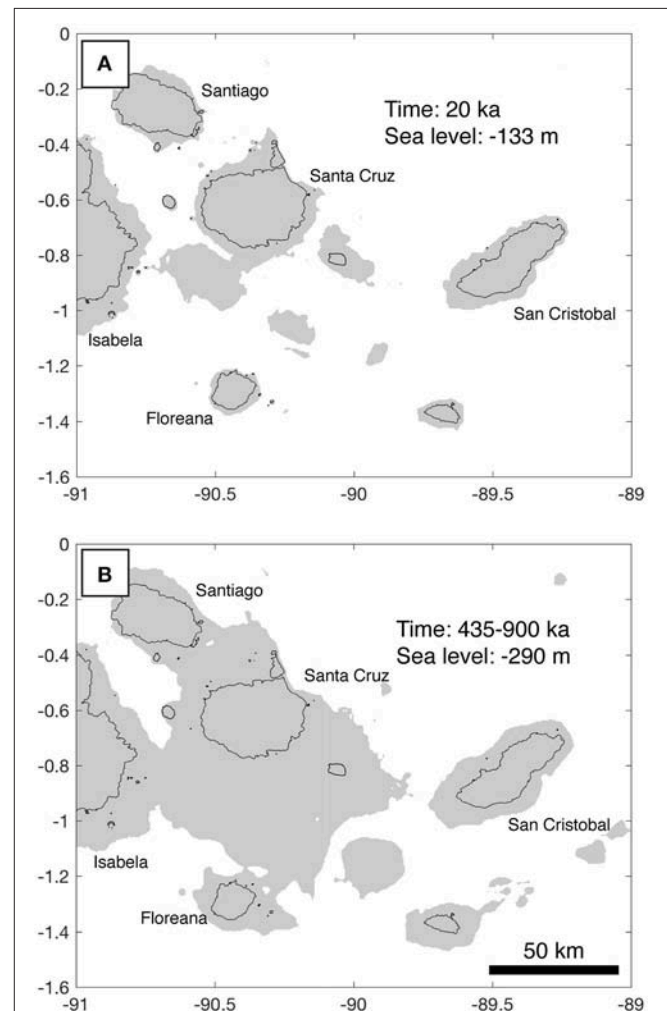 0
A
Santiago
-0.2
Time: 20 ka
-0.4
Sea level: -133 m
Santa Cruz
-0.6
-0.8
-1
San Cristobal
Isabela
-1.2
Floreana
-1.4
-1.6
-91 -90.5 -90 -89.5 -89
0
B
Santiago
-0.2
Time: 435-900 ka
-0.4
Sea level: -290 m
Santa Cruz
-0.6
-0.8
-1
San Cristobal
Isabela
-1.2
Floreana
-1.4
50 km
-1.6
-91 -90.5 -90 -89.5 -89